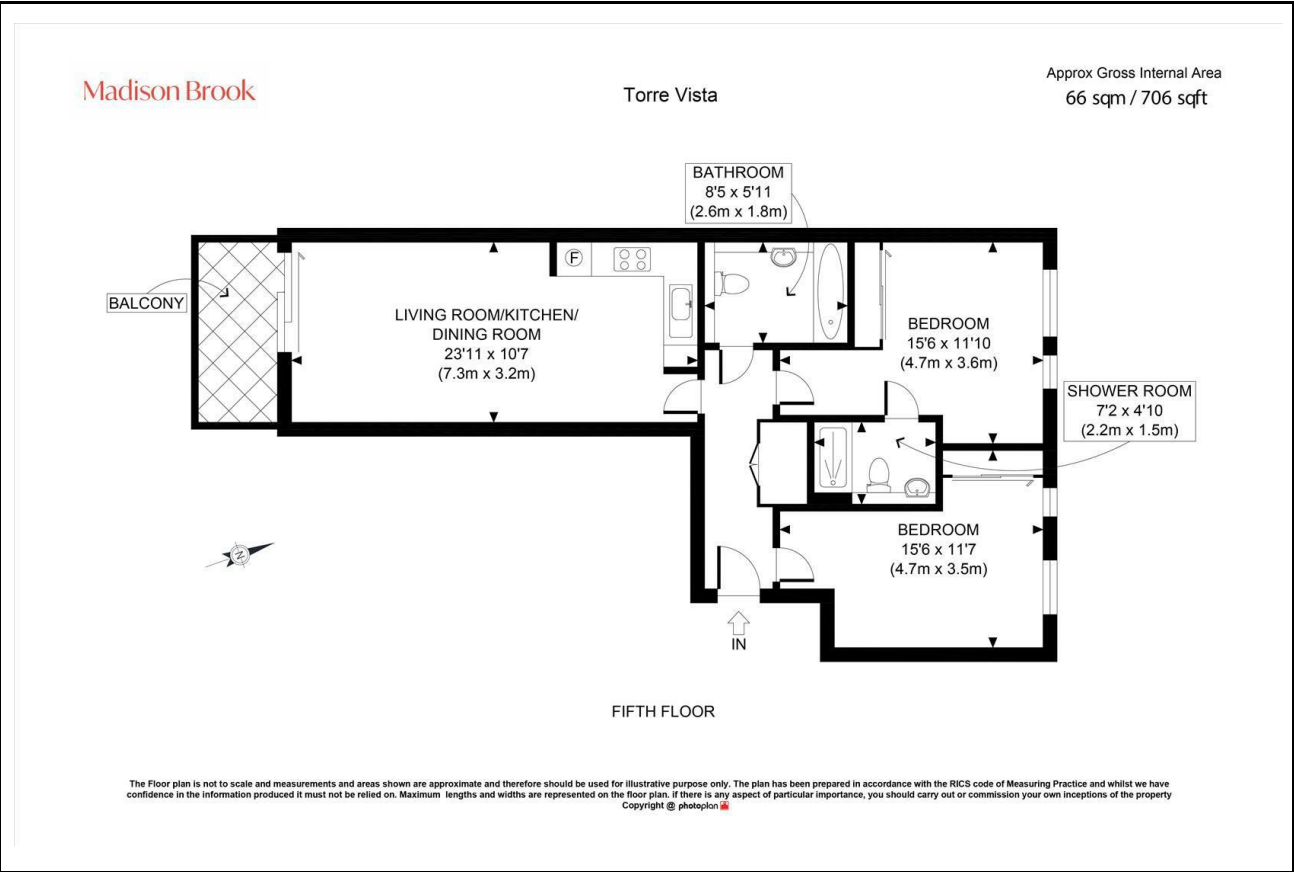 Madison Brook
Torre Vista
Approx Gross Internal Area
66 sqm / 706 sqft
BATHROOM
8'5 x 5'11
(2.6m x 1.8m)
BALCONY
F
LIVING ROOM/KITCHEN/
DINING ROOM
23'11 x 10'7
(7.3m x 3.2m)
BEDROOM
15'6 x 11'10
(4.7m x 3.6m)
SHOWER ROOM
7'2 x 4'10
(2.2m x 1.5m)
BEDROOM
15'6 x 11'7
(4.7m x 3.5m)
N
IN
FIFTH FLOOR
The Floor plan is not to scale and measurements and areas shown are approximate and therefore should be used for illustrative purpose only. The plan has been prepared in accordance with the RICS code of Measuring Practice and whilst we have
confidence in the information produced it must not be relied on. Maximum lengths and widths are represented on the floor plan. if there is any aspect of particular importance, you should carry out or commission your own inceptions of the property
Copyright @ photoplan